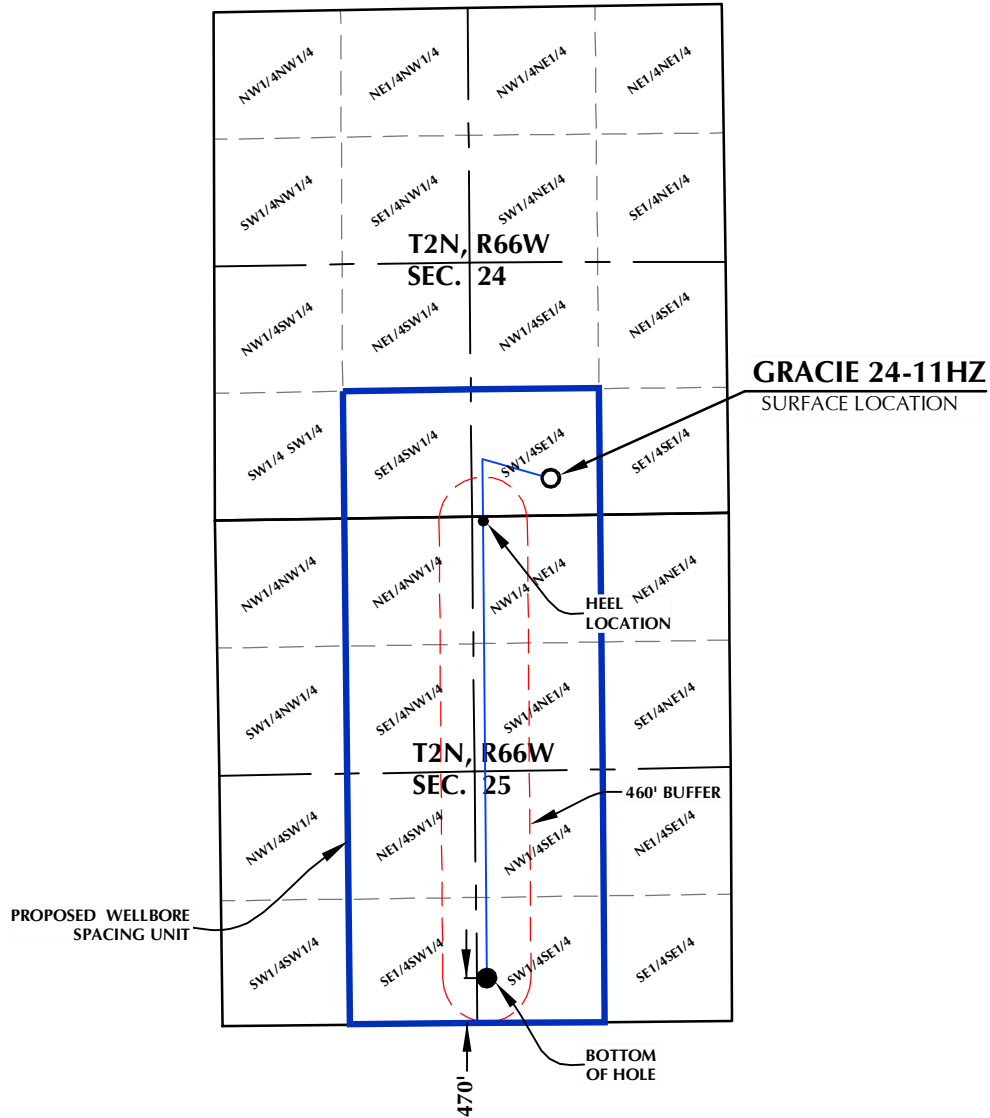 NW1/4NW1/4
NE1/4NW1/4
NW1/4NE1/4
NE1/4NE1/4
SW1/4NW1/4
SE1/4NW1/4
SW1/4NE1/4
SE1/4NE1/4
T2N, R66W
SEC. 24
NW1/4SW1/4
NE1/4SW1/4
NW1/4SE1/4
NE1/4SE1/4
GRACIE 24-11HZ
SURFACE LOCATION
SW1/4 SW1/4
SE1/4SW1/4
SW1/4SE1/4
SE1/4SE1/4
NW1/4NW1/4
NE1/4NW1/4
NW1/4 NE1/4
NE1/4NE1/4
HEEL
LOCATION
SW1/4NW1/4
SE1/4NW1/4
SW1/4NE1/4
SE1/4NE1/4
T2N, R66W
SEC. 25
460' BUFFER
NW1/4SW1/4
NE1/4SW1/4
NW1/4SE1/4
NE1/4SE1/4
PROPOSED WELLBORE
SPACING UNIT
SW1/4SW1/4
SE1/4SW1/4
SW1/4SE1/4
SE1/4SE1/4
BOTTOM
OF HOLE
470'